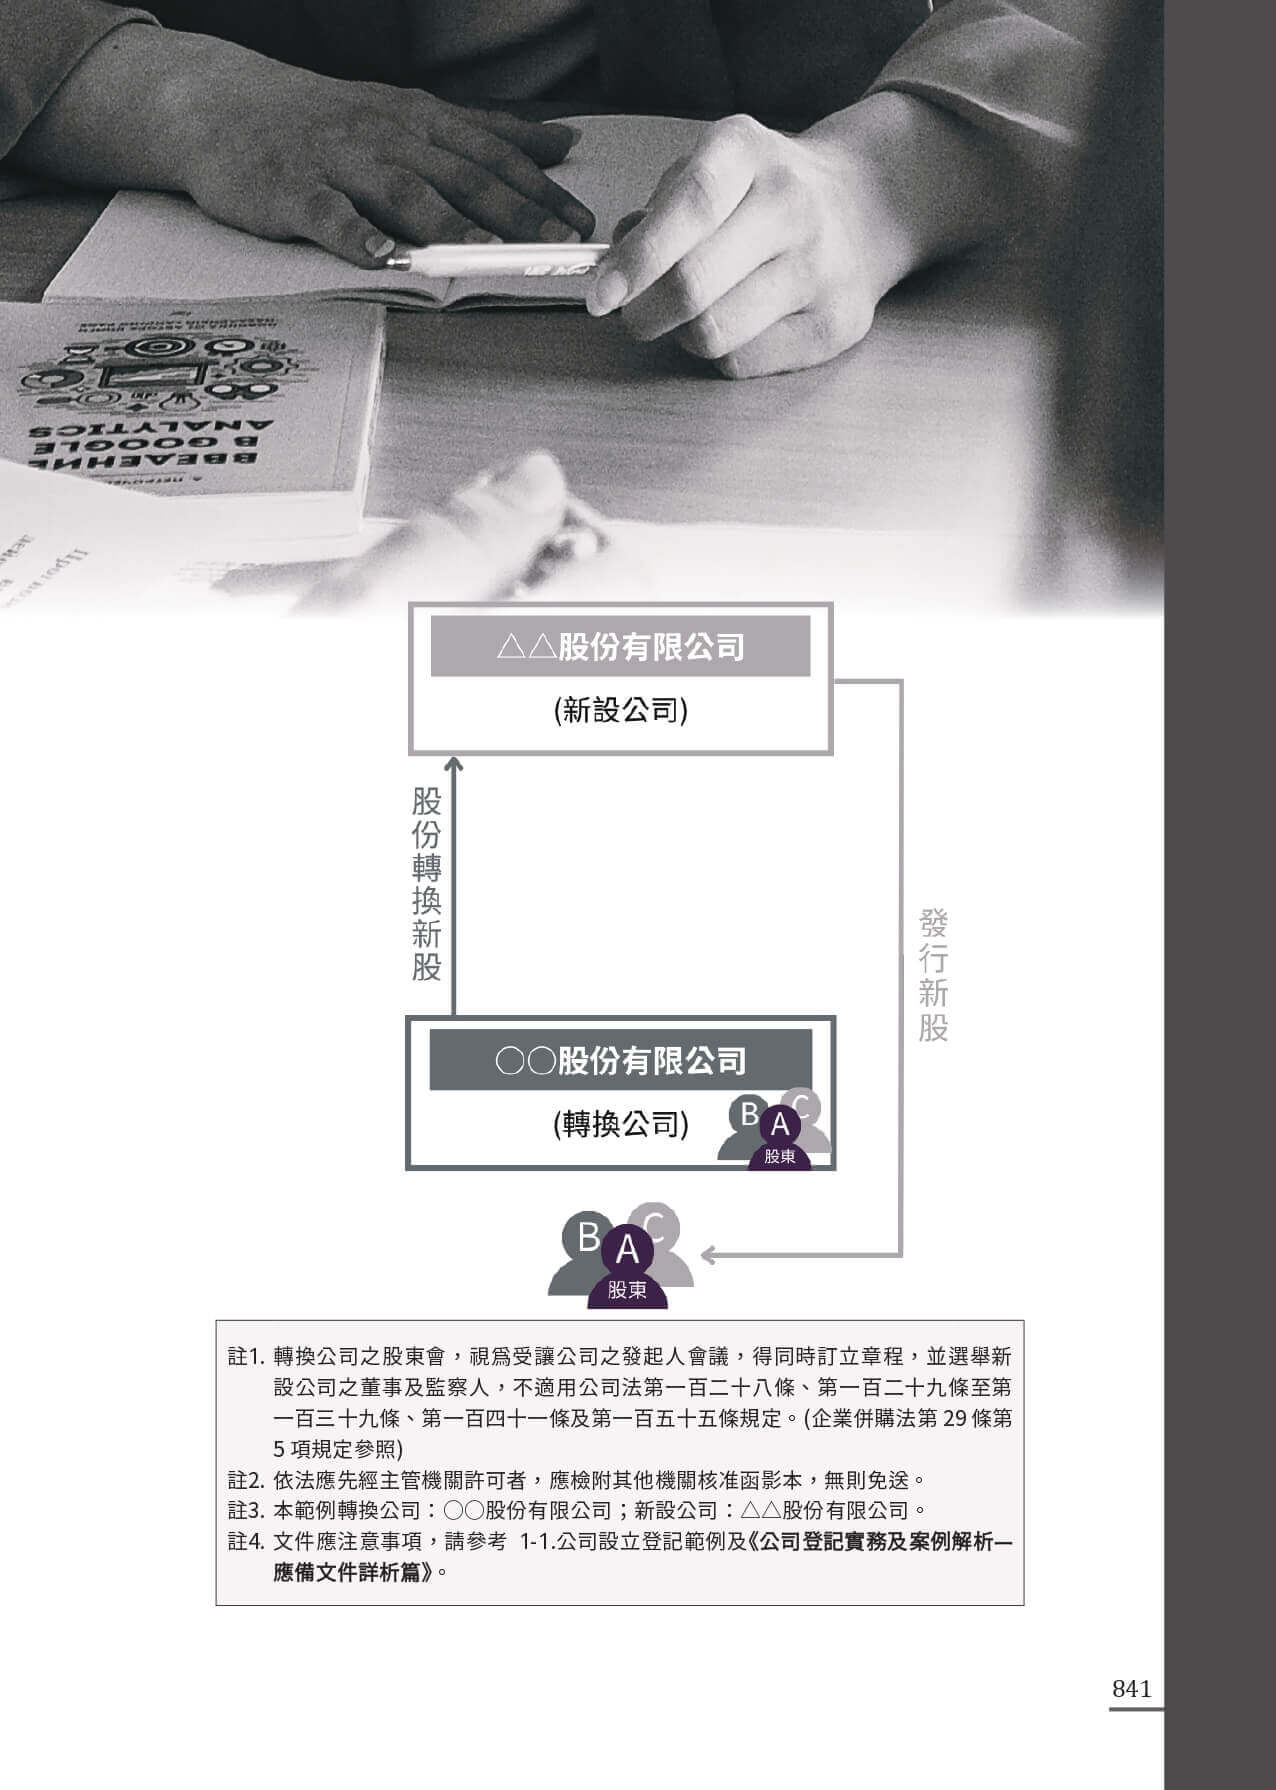 ANALYTICS
В GOOGLE
ВВЕДЕНИЕ
△△股份有限公司
(新設公司)
股份轉換新股
發行新股
○○股份有限公司
(轉換公司)
B
A
C
股東
B
A
C
股東
註1. 轉換公司之股東會，視爲受讓公司之發起人會議，得同時訂立章程，並選舉新
設公司之董事及監察人，不適用公司法第一百二十八條、第一百二十九條至第
一百三十九條、第一百四十一條及第一百五十五條規定。(企業併購法第 29 條第
5 項規定參照)
註2. 依法應先經主管機關許可者，應檢附其他機關核准函影本，無則免送。
註3. 本範例轉換公司：○○股份有限公司；新設公司：△△股份有限公司。
註4. 文件應注意事項，請參考 1-1.公司設立登記範例及《公司登記實務及案例解析—
應備文件詳析篇》。
841